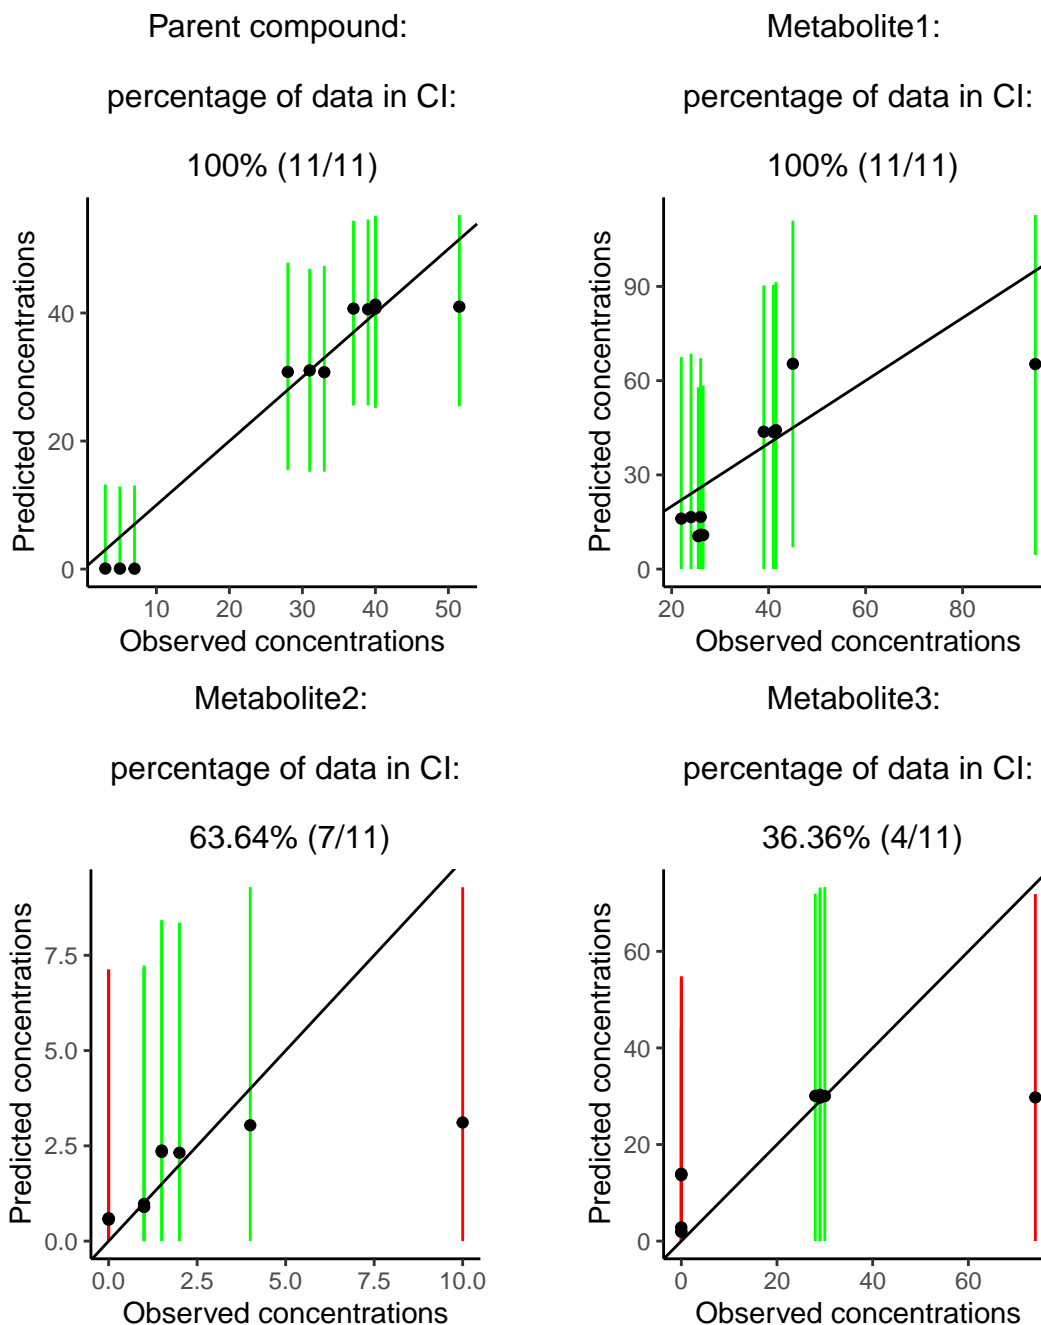 Parent compound:
percentage of data in CI:
100% (11/11)
Predicted concentrations
40
20
0
10 20 30 40 50
Observed concentrations
Metabolite1:
percentage of data in CI:
100% (11/11)
Predicted concentrations
90
60
30
0
20 40 60 80
Observed concentrations
Metabolite2:
percentage of data in CI:
63.64% (7/11)
Predicted concentrations
7.5
5.0
2.5
0.0
0.0 2.5 5.0 7.5 10.0
Observed concentrations
Metabolite3:
percentage of data in CI:
36.36% (4/11)
Predicted concentrations
60
40
20
0
0 20 40 60
Observed concentrations